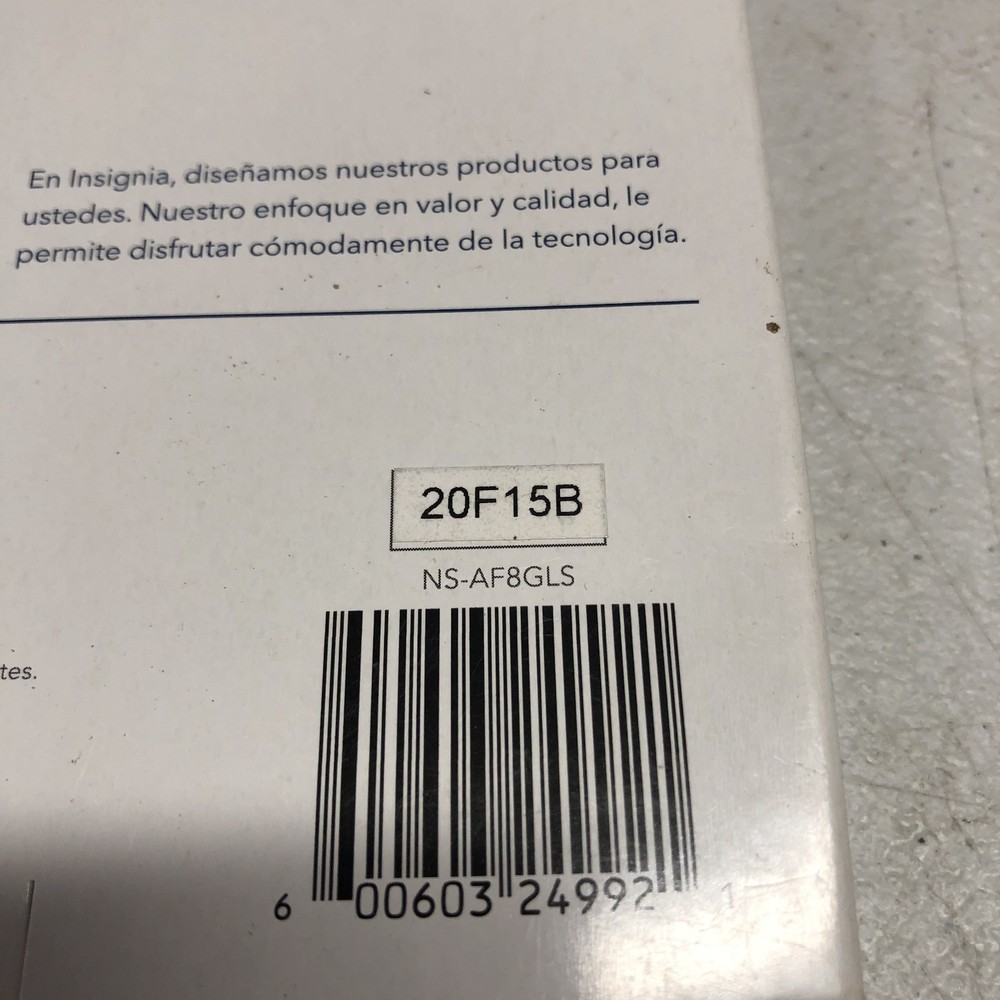 En Insignia, diseñamos nuestros productos para
ustedes. Nuestro enfoque en valor y calidad, le
permite disfrutar cómodamente de la tecnología.
20F15B
NS-AF8GLS
tes.
6 00603 24992 1